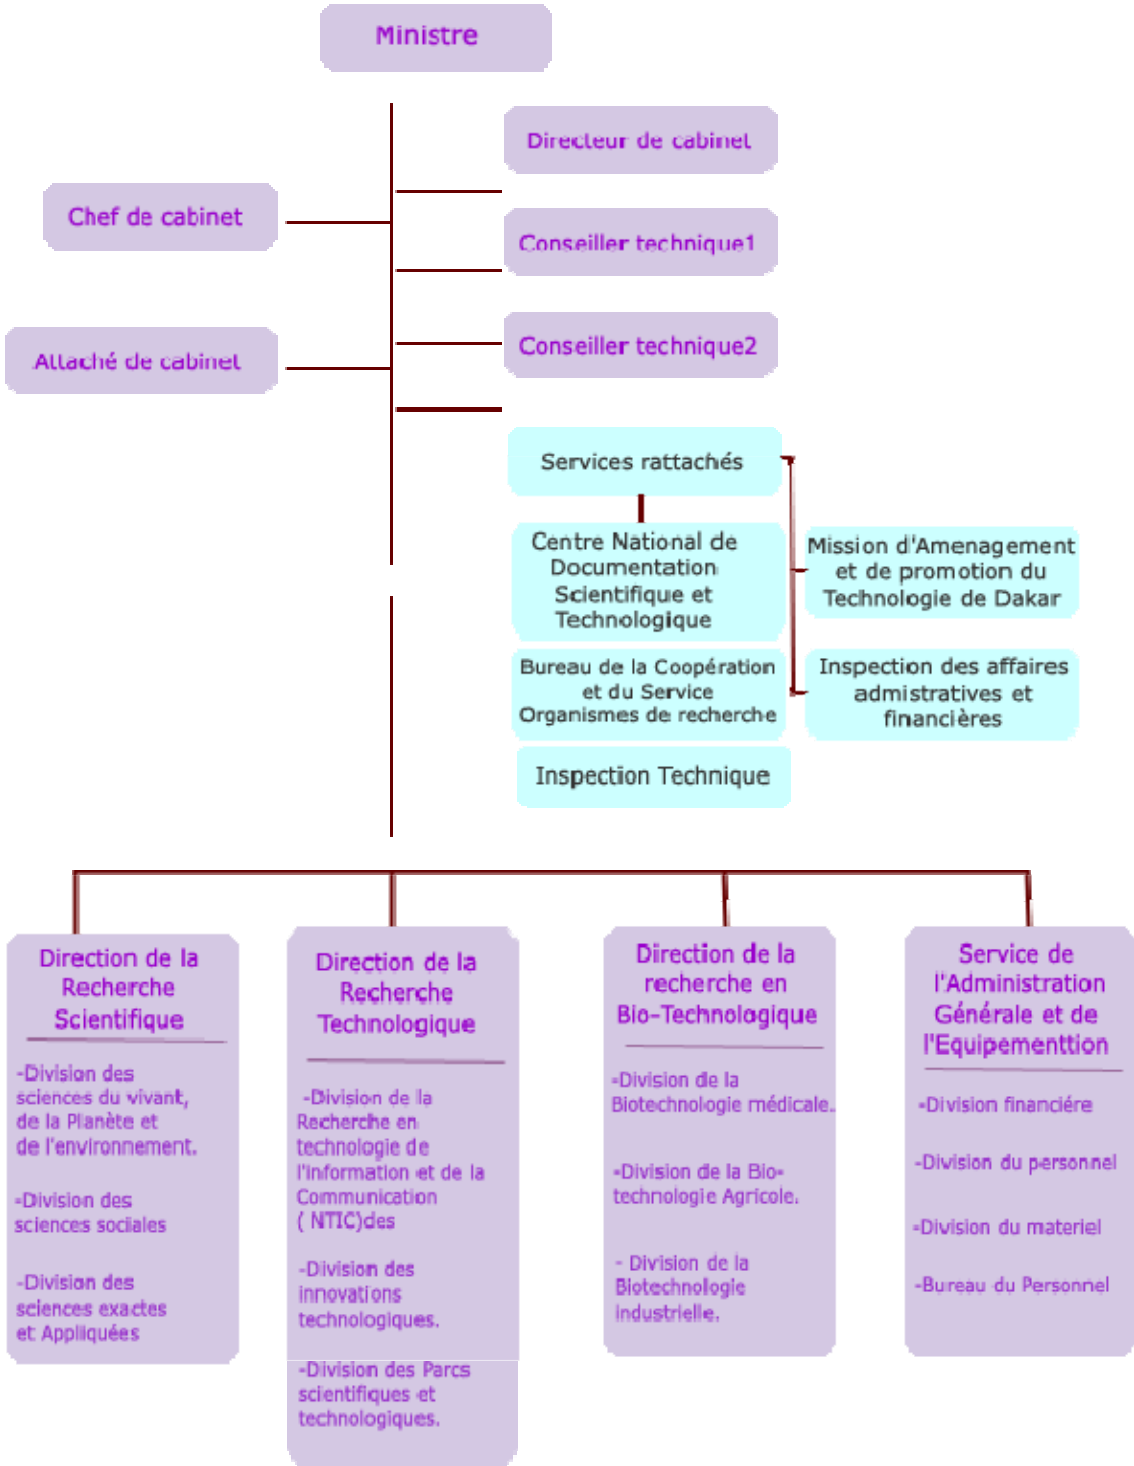 Ministre
Directeur de cabinet
Chef de cabinet
Conseiller technique1
Conseiller technique2
Attaché de cabinet
Services rattachés
Centre National de
Documentation
Scientifique et
Technologique
Mission d'Amenagement
et de promotion du
Technologie de Dakar
Bureau de la Coopération
et du Service
Organismes de recherche
Inspection des affaires
admistratives et
financières
Inspection Technique
Direction de la
Recherche
Scientifique
-Division des
sciences du vivant,
de la Planète et
de l'environnement.
-Division des
sciences sociales
-Division des
sciences exactes
et Appliquées
Direction de la
Recherche
Technologique
-Division de la
Recherche en
technologie de
l'information et de la
Communication
( NTIC)des
-Division des
innovations
technologiques.
-Division des Parcs
scientifiques et
technologiques.
Direction de la
recherche en
Bio-Technologique
-Division de la
Biotechnologie médicale.
-Division de la Bio-
technologie Agricole.
- Division de la
Biotechnologie
industrielle.
Service de
l'Administration
Générale et de
l'Equipementtion
-Division financiére
-Division du personnel
-Division du materiel
-Bureau du Personnel